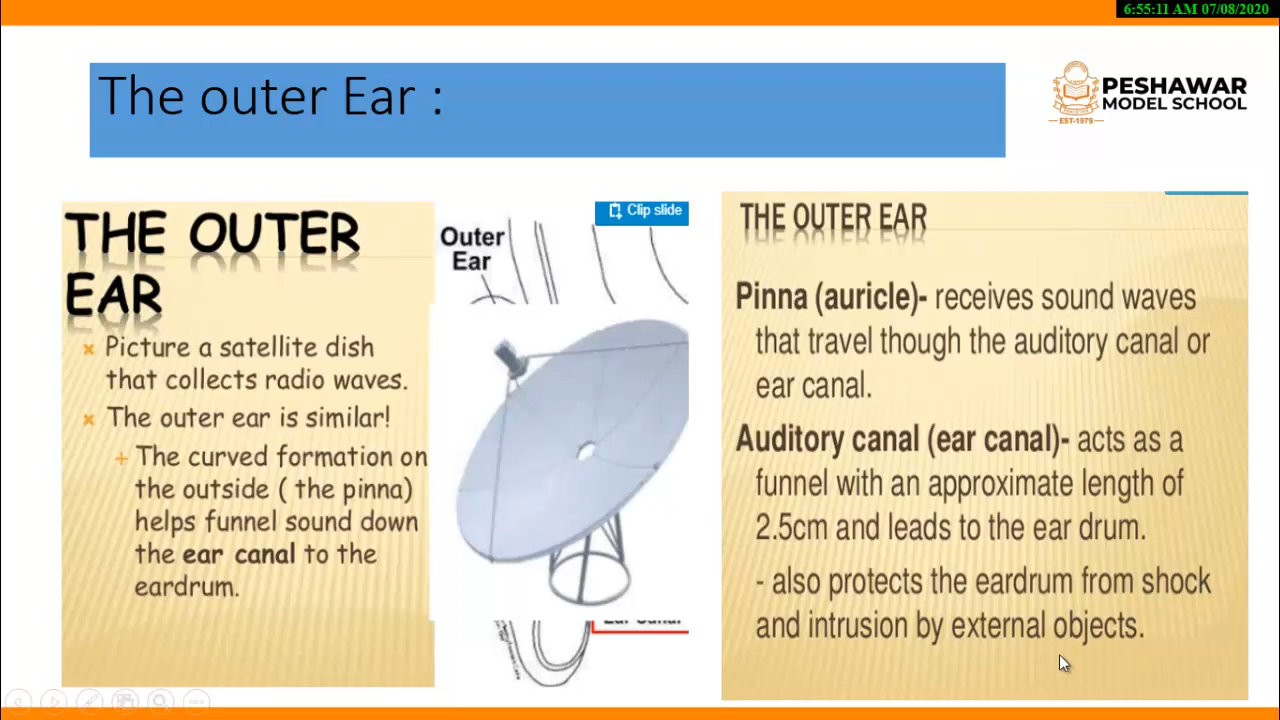 6:55:11 AM 07/08/2020
The outer Ear :
PESHAWAR
MODEL SCHOOL
EST-1979
THE OUTER
EAR
Picture a satellite dish
that collects radio waves.
The outer ear is similar!
The curved formation on
the outside ( the pinna)
helps funnel sound down
the ear canal to the
eardrum.
Clip slide
Outer
Ear
THE OUTER EAR
Pinna (auricle)- receives sound waves
that travel though the auditory canal or
ear canal.
Auditory canal (ear canal)- acts as a
funnel with an approximate length of
2.5cm and leads to the ear drum.
- also protects the eardrum from shock
and intrusion by external objects.